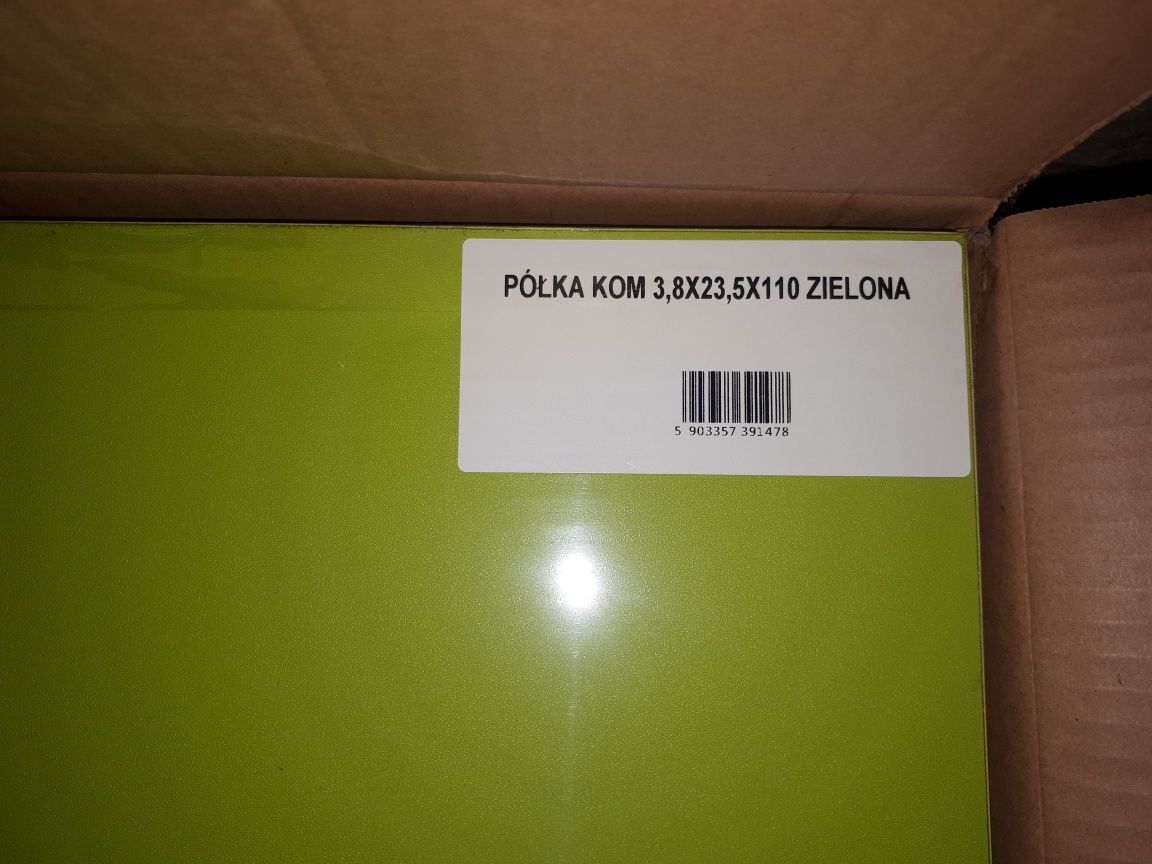 PÓŁKA KOM 3,8X23,5X110 ZIELONA
5 903357 391478